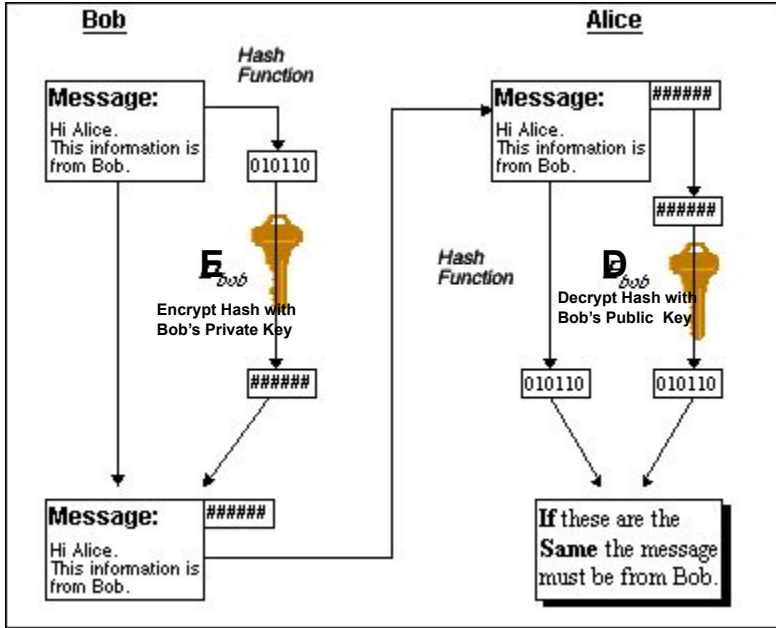 Bob
Hash
Function
Message:
Hi Alice.
This information is
from Bob.
010110
E
bob
Encrypt Hash with
Bob's Private Key
######
Message:
Hi Alice.
This information is
from Bob.
######
Alice
Message:
Hi Alice.
This information is
from Bob.
######
######
Hash
Function
D
bob
Decrypt Hash with
Bob's Public Key
010110
010110
If these are the
Same the message
must be from Bob.